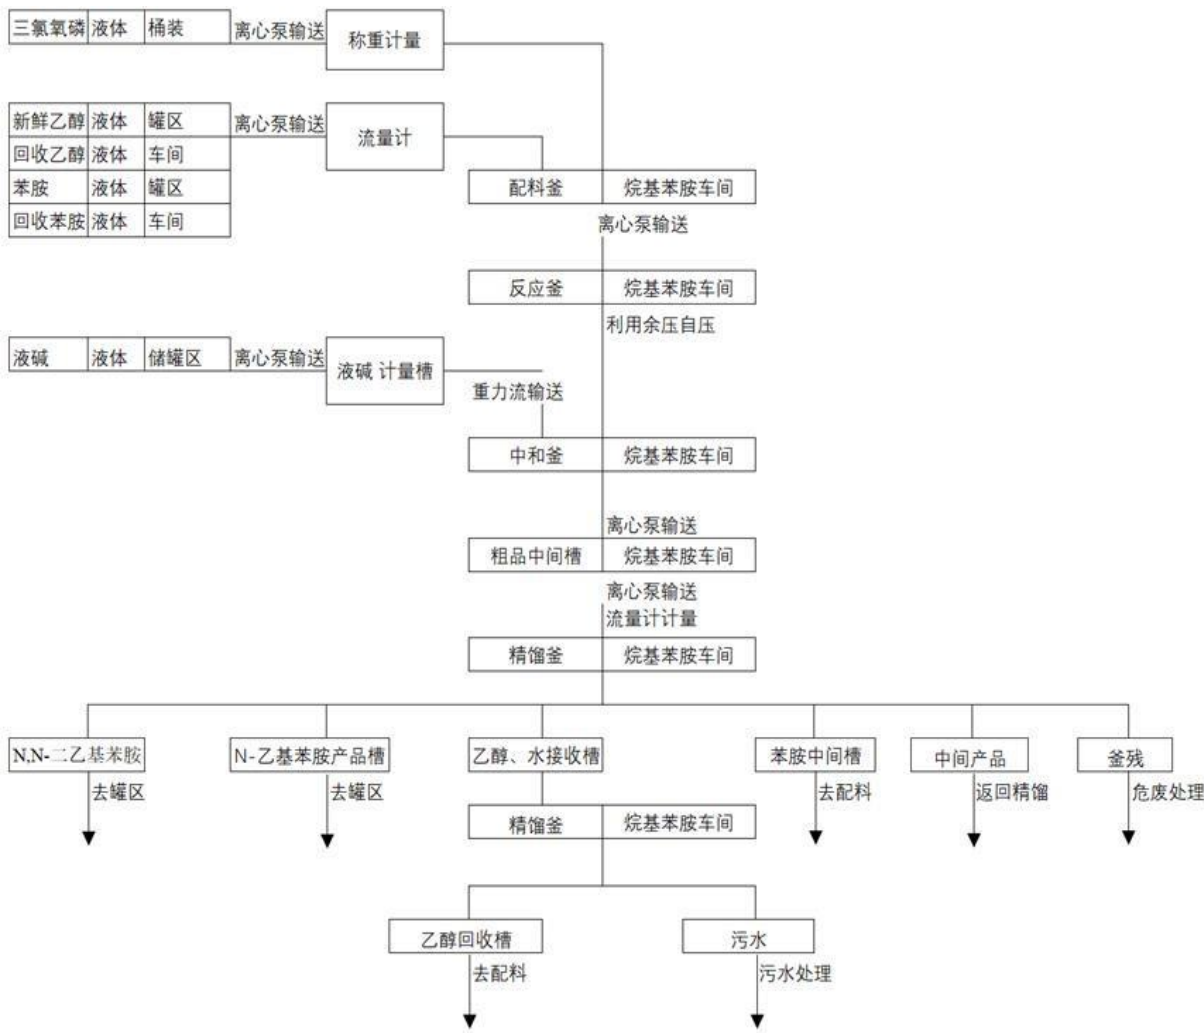 三氯氧磷 液体 桶装 离心泵输送 称重计量
新鲜乙醇 液体 罐区 离心泵输送 流量计
回收乙醇 液体 车间
苯胺 液体 罐区
回收苯胺 液体 车间
配料釜 烷基苯胺车间
离心泵输送
反应釜 烷基苯胺车间
利用余压自压
液碱 液体 储罐区 离心泵输送 液碱 计量槽
重力流输送
中和釜 烷基苯胺车间
离心泵输送
粗品中间槽 烷基苯胺车间
离心泵输送
流量计计量
精馏釜 烷基苯胺车间
N,N-二乙基苯胺 N-乙基苯胺产品槽 乙醇、水接收槽 苯胺中间槽 中间产品 釜残
去罐区 去罐区 去配料 返回精馏 危废处理
精馏釜 烷基苯胺车间
乙醇回收槽 污水
去配料 污水处理